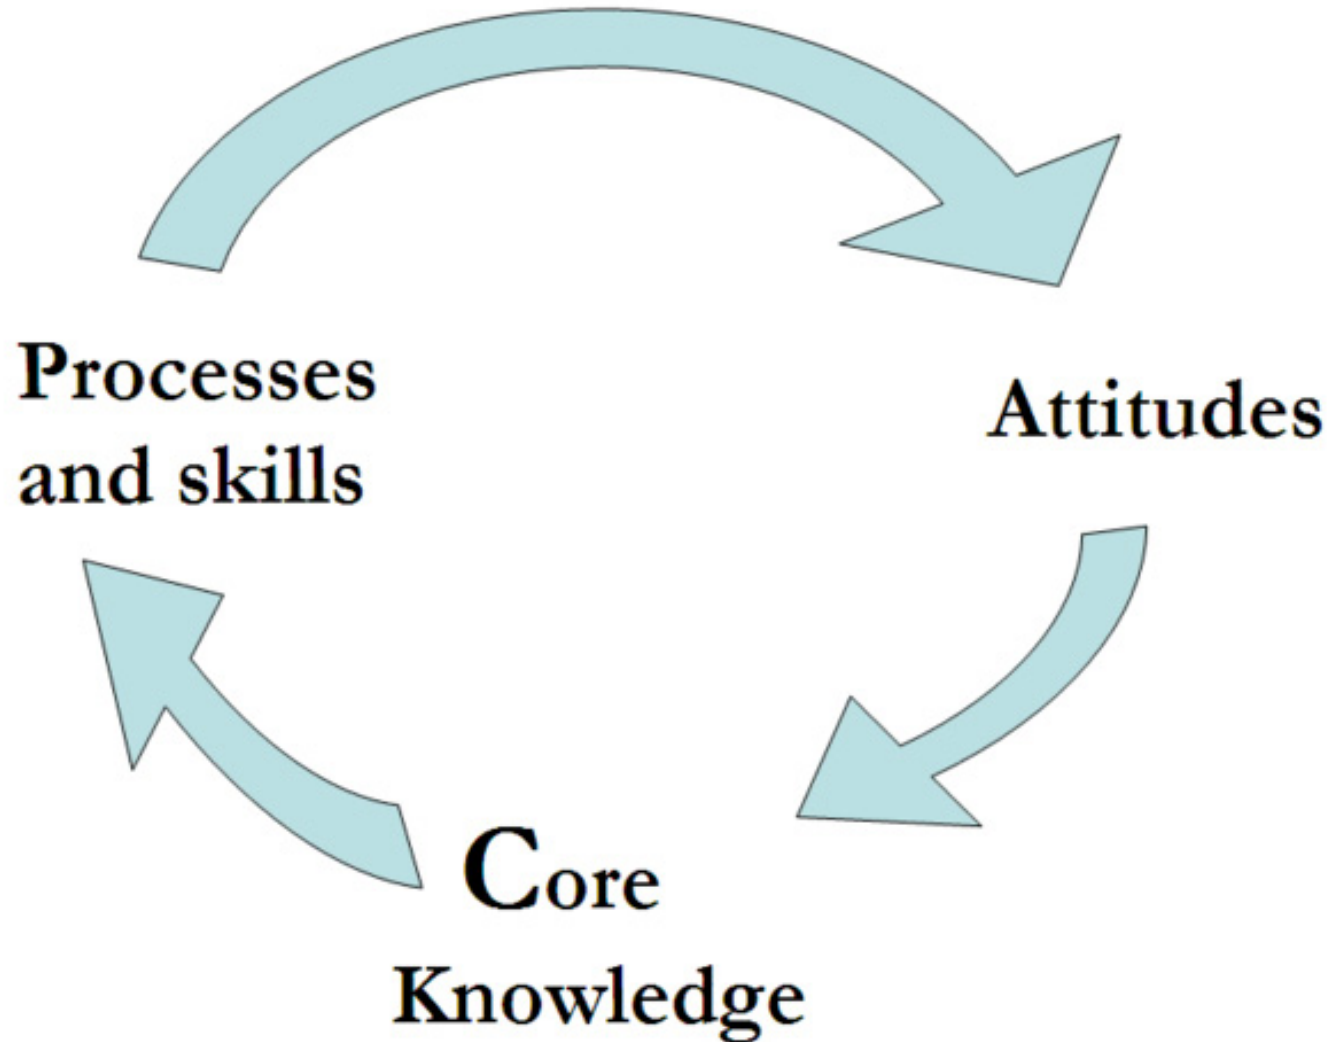 Processes
and skills
Attitudes
Core
Knowledge